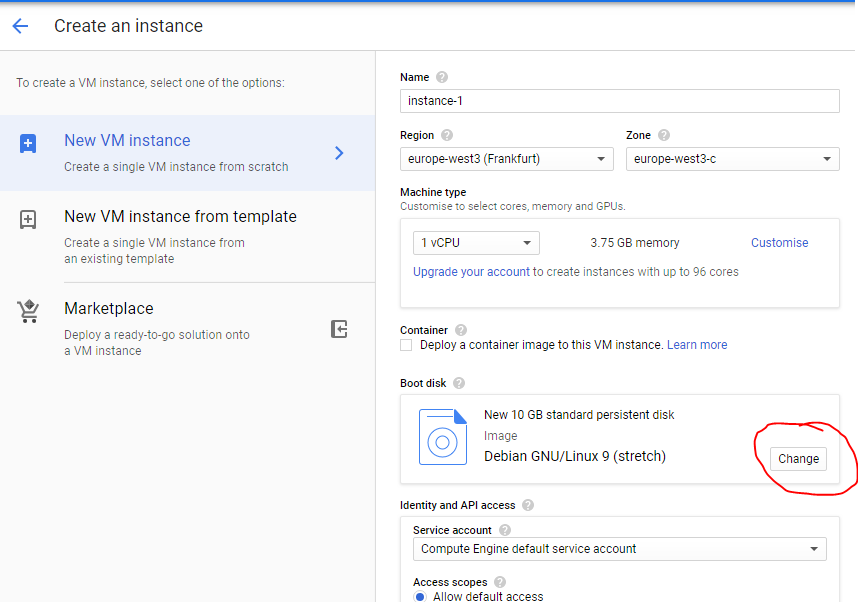 Create an instance
To create a VM instance, select one of the options:
New VM instance
Create a single VM instance from scratch
New VM instance from template
Create a single VM instance from
an existing template
Marketplace
Deploy a ready-to-go solution onto
a VM instance
Name ?
instance-1
Region ? Zone ?
europe-west3 (Frankfurt) europe-west3-c
Machine type
Customise to select cores, memory and GPUs.
1 vCPU 3.75 GB memory Customise
Upgrade your account to create instances with up to 96 cores
Container ?
Deploy a container image to this VM instance. Learn more
Boot disk ?
New 10 GB standard persistent disk
Image
Debian GNU/Linux 9 (stretch)
Change
Identity and API access ?
Service account ?
Compute Engine default service account
Access scopes ?
Allow default access